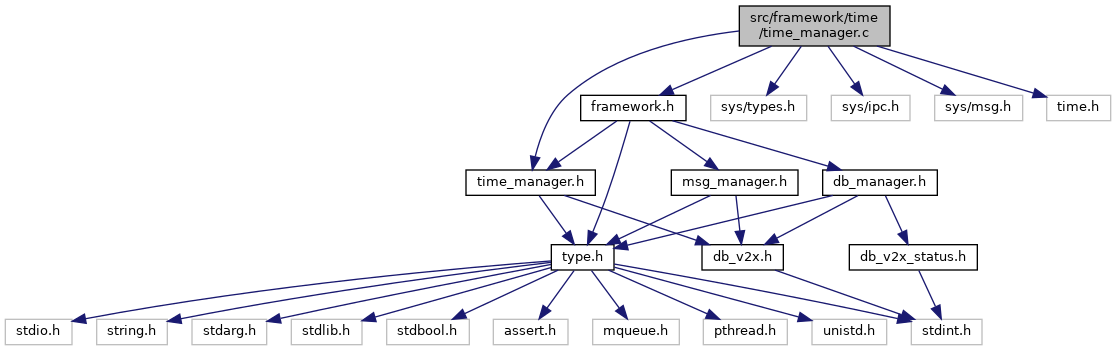 src/framework/time
/time_manager.c
framework.h
sys/types.h
sys/ipc.h
sys/msg.h
time.h
time_manager.h
msg_manager.h
db_manager.h
type.h
db_v2x.h
db_v2x_status.h
stdio.h
string.h
stdarg.h
stdlib.h
stdbool.h
assert.h
mqueue.h
pthread.h
unistd.h
stdint.h